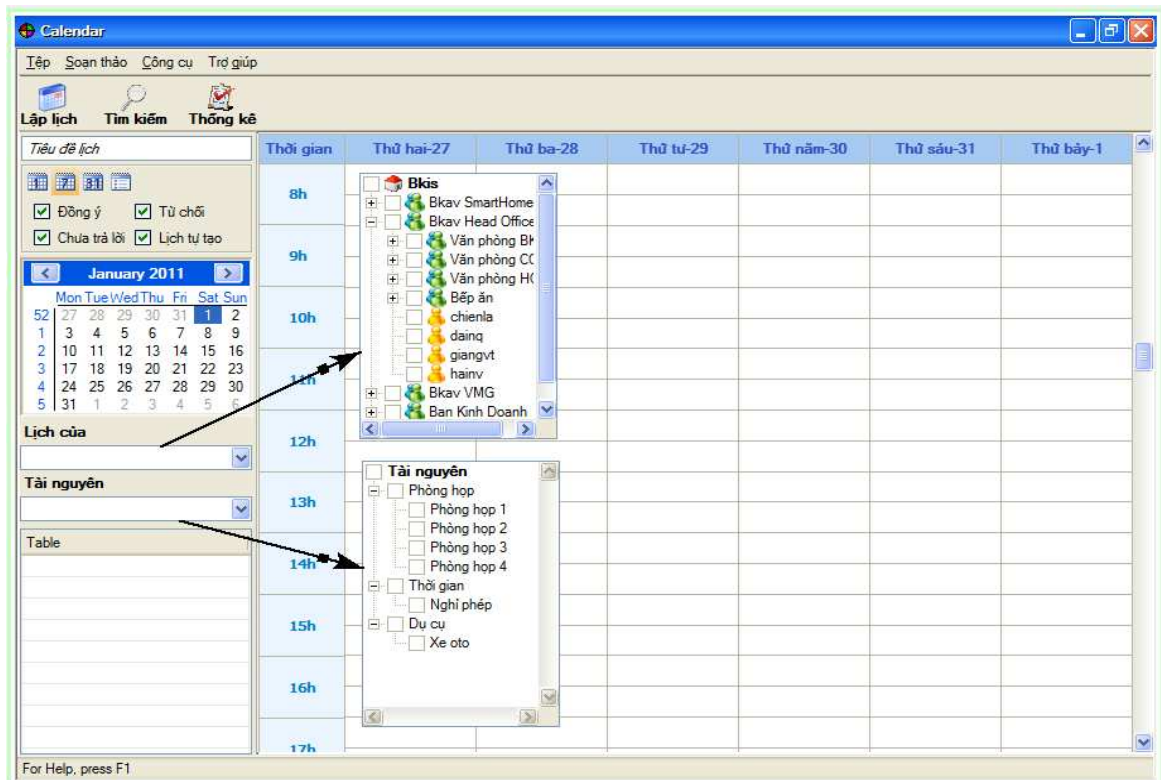 Calendar
Tệp Soạn thảo Công cụ Trợ giúp
Lập lịch Tìm kiếm Thống kê
Tiêu đề lịch
1 7 31
Đồng ý Từ chối
Chưa trả lời Lịch tự tạo
January 2011
Mon Tue Wed Thu Fri Sat Sun
52 27 28 29 30 31 1 2
1 3 4 5 6 7 8 9
2 10 11 12 13 14 15 16
3 17 18 19 20 21 22 23
4 24 25 26 27 28 29 30
5 31 1 2 3 4 5 6
Lịch của
Tài nguyên
Table
Thời gian Thứ hai-27 Thứ ba-28 Thứ tư-29 Thứ năm-30 Thứ sáu-31 Thứ bảy-1
8h
9h
10h
11h
12h
13h
14h
15h
16h
17h
Bkis
Bkav SmartHome
Bkav Head Office
Văn phòng BK
Văn phòng CC
Văn phòng HC
Bếp ăn
chienla
dainq
giangvt
hainv
Bkav VMG
Ban Kinh Doanh
Tài nguyên
Phòng họp
Phòng họp 1
Phòng họp 2
Phòng họp 3
Phòng họp 4
Thời gian
Nghỉ phép
Dụ cụ
Xe oto
For Help, press F1